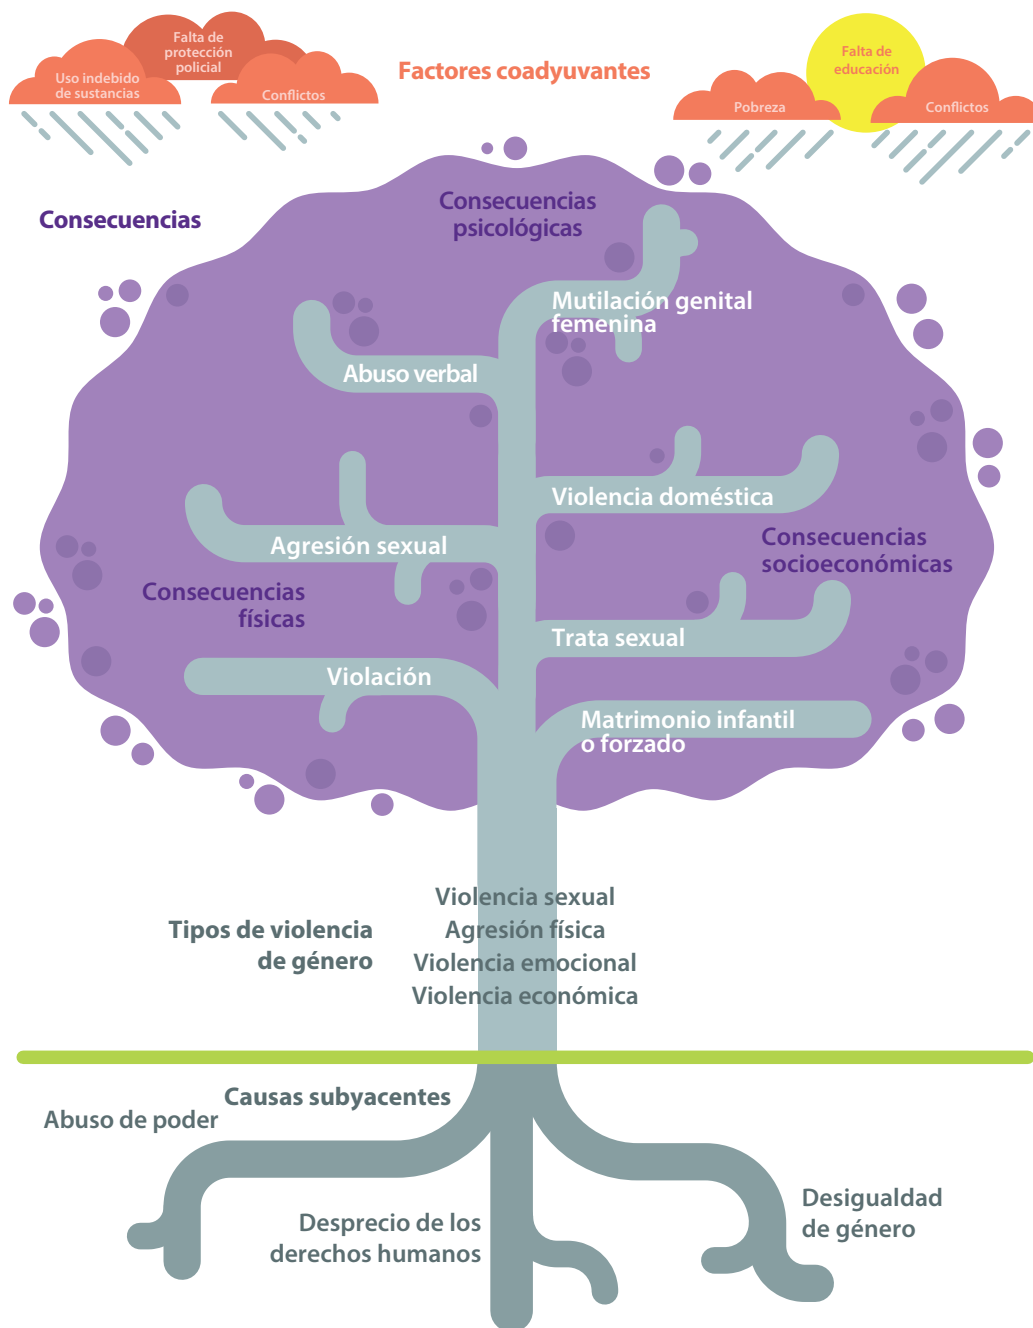 Falta de
protección
policial
Uso indebido
de sustancias
Conflictos
Factores coadyuvantes
Falta de
educación
Pobreza
Conflictos
Consecuencias
Consecuencias
psicológicas
Mutilación genital
femenina
Abuso verbal
Violencia doméstica
Agresión sexual
Consecuencias
socioeconómicas
Consecuencias
físicas
Trata sexual
Violación
Matrimonio infantil
o forzado
Tipos de violencia
de género
Violencia sexual
Agresión física
Violencia emocional
Violencia económica
Causas subyacentes
Abuso de poder
Desprecio de los
derechos humanos
Desigualdad
de género